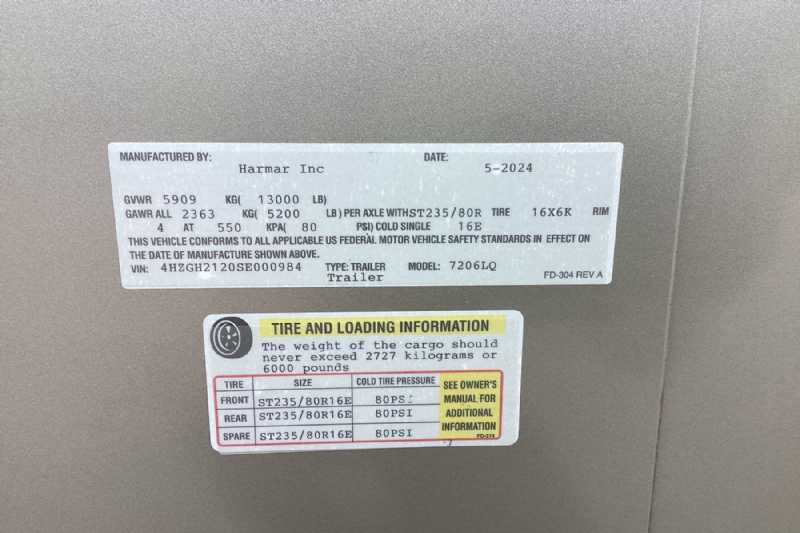 MANUFACTURED BY: Harmar Inc DATE: 5-2024
GVWR 5909 KG( 13000 LB)
GAWR ALL 2363 KG( 5200 LB) PER AXLE WITH ST235/80R TIRE 16X6K RIM
4 AT 550 KPA( 80 PSI) COLD SINGLE 16E
THIS VEHICLE CONFORMS TO ALL APPLICABLE US FEDERAL MOTOR VEHICLE SAFETY STANDARDS IN EFFECT ON
THE DATE OF MANUFACTURE SHOWN ABOVE.
VIN: 4HZGH2120SE000984 TYPE: TRAILER MODEL: 7206LQ
Trailer FD-304 REV A
TIRE AND LOADING INFORMATION
The weight of the cargo should
never exceed 2727 kilograms or
6000 pounds
TIRE SIZE COLD TIRE PRESSURE
FRONT ST235/80R16E 80PSI
REAR ST235/80R16E 80PSI
SPARE ST235/80R16E 80PSI
SEE OWNER'S
MANUAL FOR
ADDITIONAL
INFORMATION